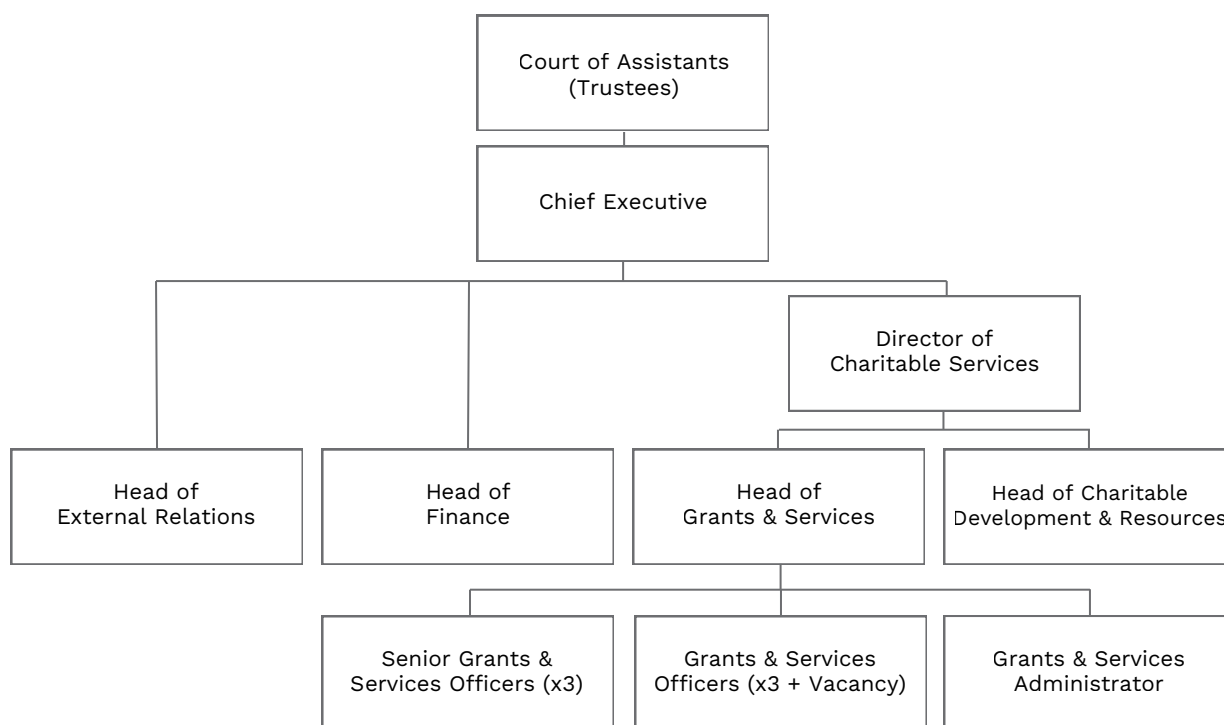 Court of Assistants
(Trustees)
Chief Executive
Director of
Charitable Services
Head of
External Relations
Head of
Finance
Head of
Grants & Services
Head of Charitable
Development & Resources
Senior Grants &
Services Officers (x3)
Grants & Services
Officers (x3 + Vacancy)
Grants & Services
Administrator